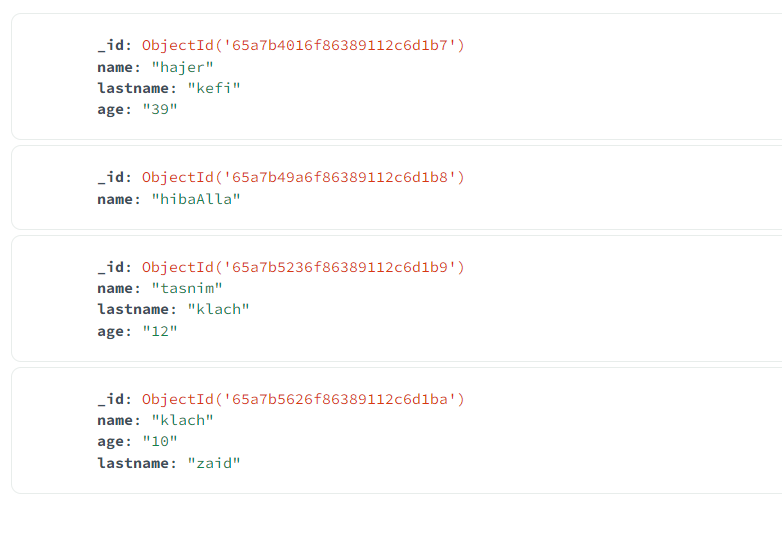 _id: ObjectId('65a7b4016f86389112c6d1b7')
name: "hajer"
lastname: "kefi"
age: "39"
_id: ObjectId('65a7b49a6f86389112c6d1b8')
name: "hibaAlla"
_id: ObjectId('65a7b5236f86389112c6d1b9')
name: "tasnim"
lastname: "klach"
age: "12"
_id: ObjectId('65a7b5626f86389112c6d1ba')
name: "klach"
age: "10"
lastname: "zaid"